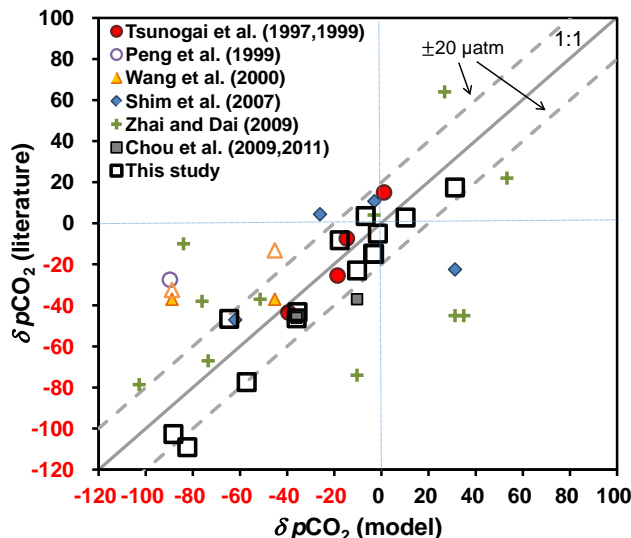 100
80
60
40
20
0
-20
-40
-60
-80
-100
-120
δ pCO₂ (literature)
Tsunogai et al. (1997,1999)
Peng et al. (1999)
Wang et al. (2000)
Shim et al. (2007)
Zhai and Dai (2009)
Chou et al. (2009,2011)
This study
±20 μatm
1:1
-120 -100 -80 -60 -40 -20 0 20 40 60 80 100
δ pCO₂ (model)